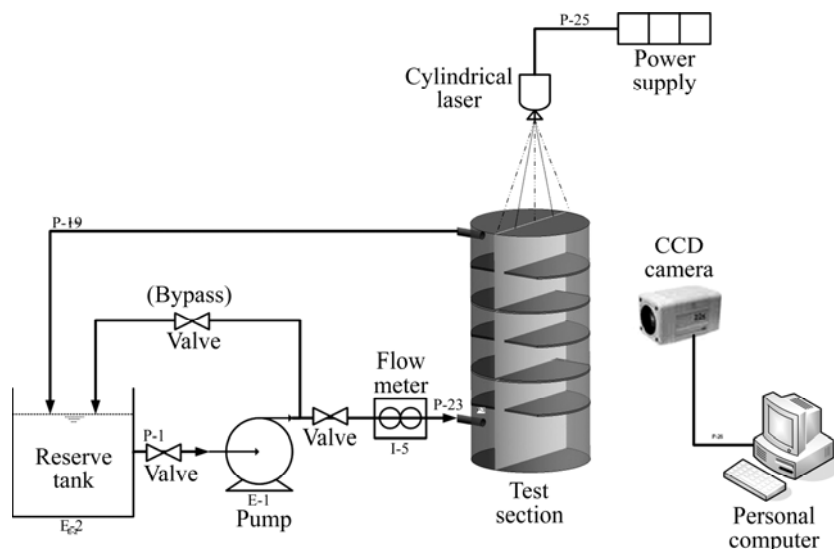 P-25
Power
supply
Cylindrical
laser
P-19
CCD
camera
(Bypass)
Valve
Flow
meter
P-23
Valve
I-5
P-1
Valve
Reserve
tank
E-2
E-1
Pump
Test
section
Personal
computer